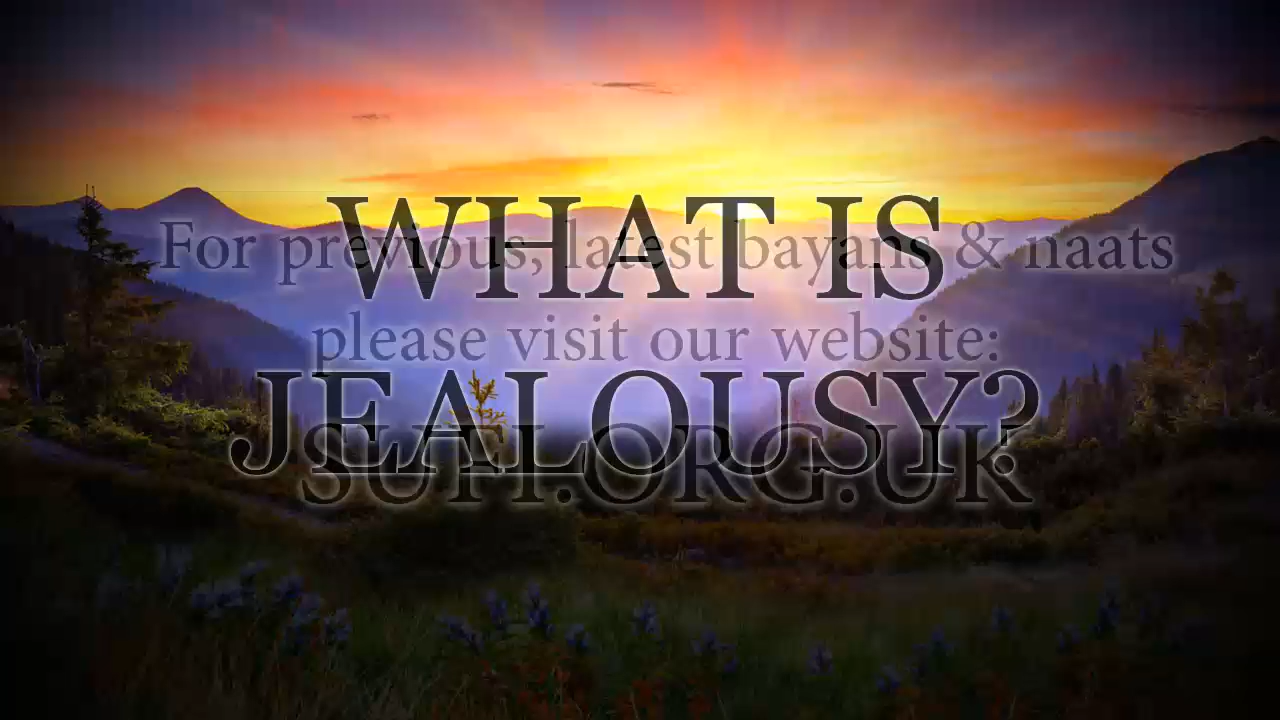 WHAT IS
For previous, latest bayans & naats
please visit our website:
JEALOUSY?
SUFI.ORG.UK